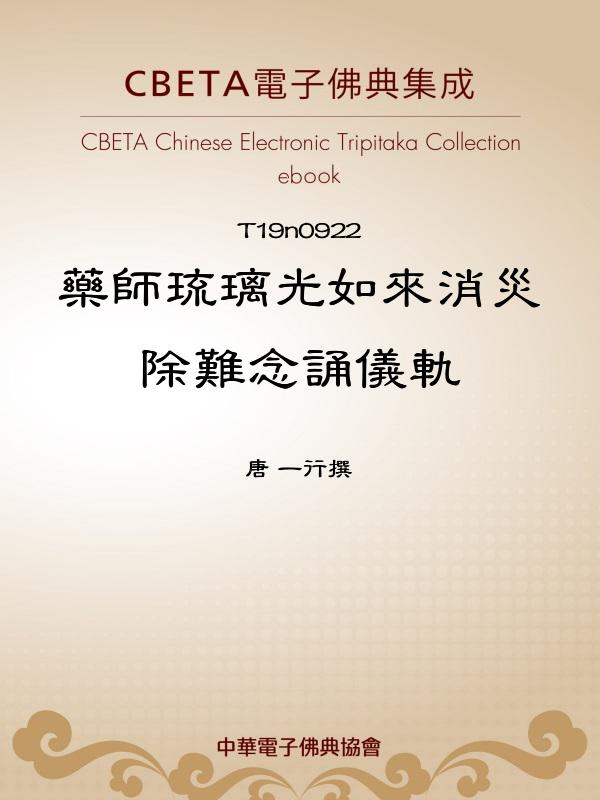 CBETA電子佛典集成
CBETA Chinese Electronic Tripitaka Collection
ebook
T19n0922
藥師琉璃光如來消災
除難念誦儀軌
唐 一行撰
中華電子佛典協會